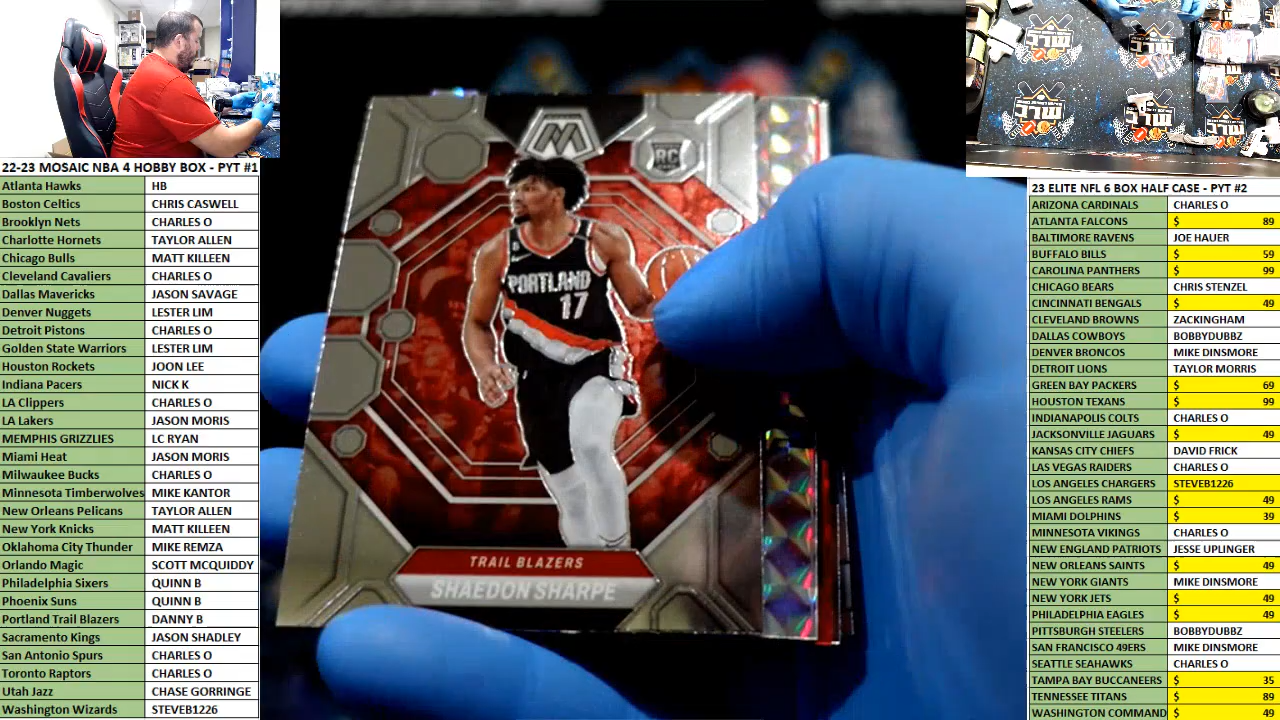 22-23 MOSAIC NBA 4 HOBBY BOX - PYT #1
Atlanta Hawks HB
Boston Celtics CHRIS CASWELL
Brooklyn Nets CHARLES O
Charlotte Hornets TAYLOR ALLEN
Chicago Bulls MATT KILLEEN
Cleveland Cavaliers CHARLES O
Dallas Mavericks JASON SAVAGE
Denver Nuggets LESTER LIM
Detroit Pistons CHARLES O
Golden State Warriors LESTER LIM
Houston Rockets JOON LEE
Indiana Pacers NICK K
LA Clippers CHARLES O
LA Lakers JASON MORIS
MEMPHIS GRIZZLIES LC RYAN
Miami Heat JASON MORIS
Milwaukee Bucks CHARLES O
Minnesota Timberwolves MIKE KANTOR
New Orleans Pelicans TAYLOR ALLEN
New York Knicks MATT KILLEEN
Oklahoma City Thunder MIKE REMZA
Orlando Magic SCOTT MCQUIDDY
Philadelphia Sixers QUINN B
Phoenix Suns QUINN B
Portland Trail Blazers DANNY B
Sacramento Kings JASON SHADLEY
San Antonio Spurs CHARLES O
Toronto Raptors CHARLES O
Utah Jazz CHASE GORRINGE
Washington Wizards STEVEB1226
M
RC
PORTLAND
17
TRAIL BLAZERS
SHAEDON SHARPE
23 ELITE NFL 6 BOX HALF CASE - PYT #2
ARIZONA CARDINALS CHARLES O
ATLANTA FALCONS $ 89
BALTIMORE RAVENS JOE HAUER
BUFFALO BILLS $ 59
CAROLINA PANTHERS $ 99
CHICAGO BEARS CHRIS STENZEL
CINCINNATI BENGALS $ 49
CLEVELAND BROWNS ZACKINGHAM
DALLAS COWBOYS BOBBYDUBBZ
DENVER BRONCOS MIKE DINSMORE
DETROIT LIONS TAYLOR MORRIS
GREEN BAY PACKERS $ 69
HOUSTON TEXANS $ 99
INDIANAPOLIS COLTS CHARLES O
JACKSONVILLE JAGUARS $ 49
KANSAS CITY CHIEFS DAVID FRICK
LAS VEGAS RAIDERS CHARLES O
LOS ANGELES CHARGERS STEVEB1226
LOS ANGELES RAMS $ 49
MIAMI DOLPHINS $ 39
MINNESOTA VIKINGS CHARLES O
NEW ENGLAND PATRIOTS JESSE UPLINGER
NEW ORLEANS SAINTS $ 49
NEW YORK GIANTS MIKE DINSMORE
NEW YORK JETS $ 49
PHILADELPHIA EAGLES $ 49
PITTSBURGH STEELERS BOBBYDUBBZ
SAN FRANCISCO 49ERS MIKE DINSMORE
SEATTLE SEAHAWKS CHARLES O
TAMPA BAY BUCCANEERS $ 35
TENNESSEE TITANS $ 89
WASHINGTON COMMAND $ 49